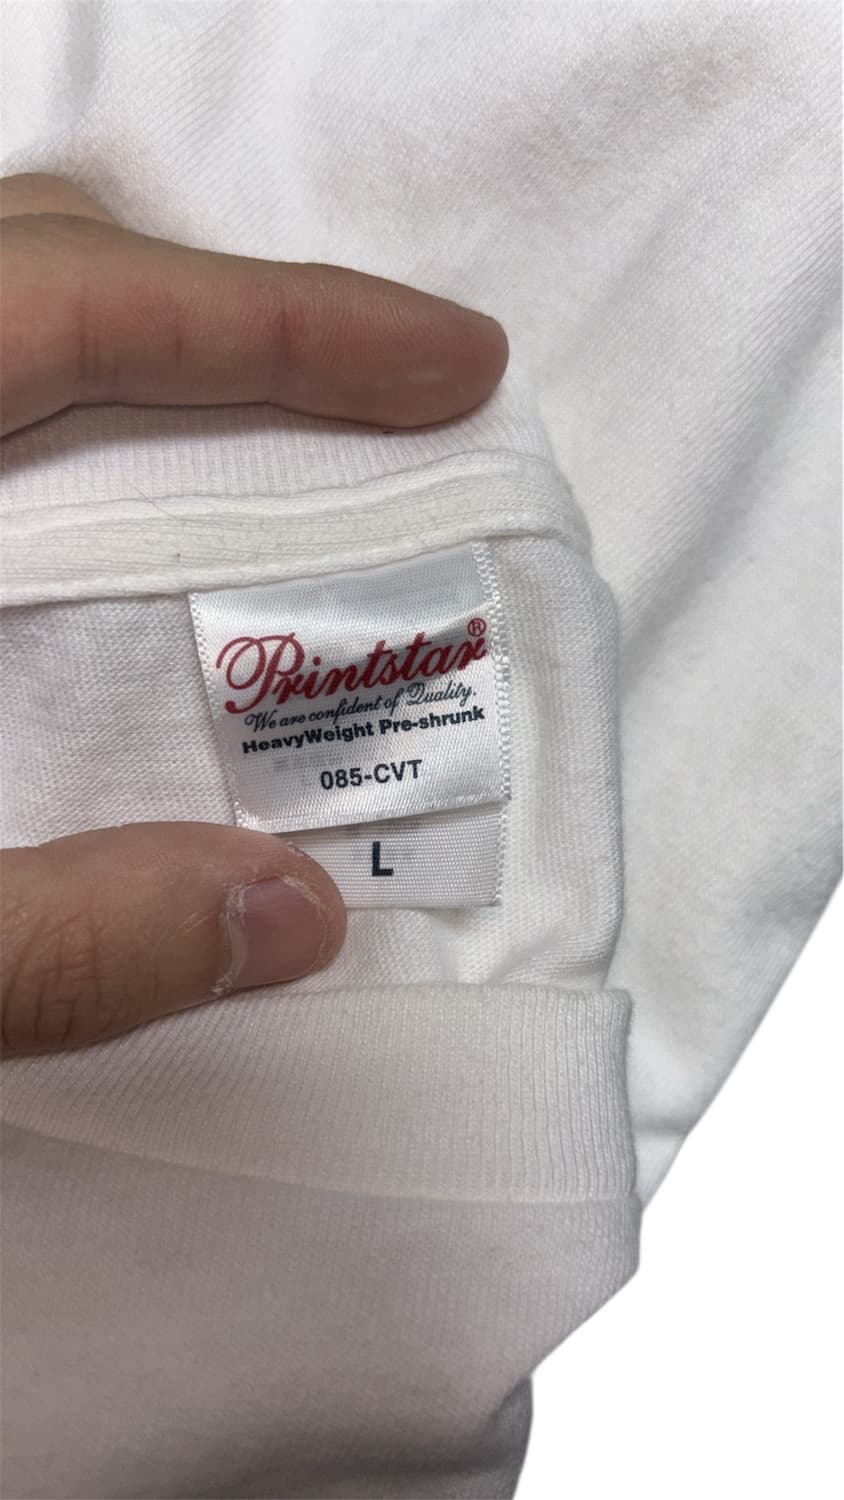 Printstar®
We are confident of Quality.
HeavyWeight Pre-shrunk
085-CVT
L